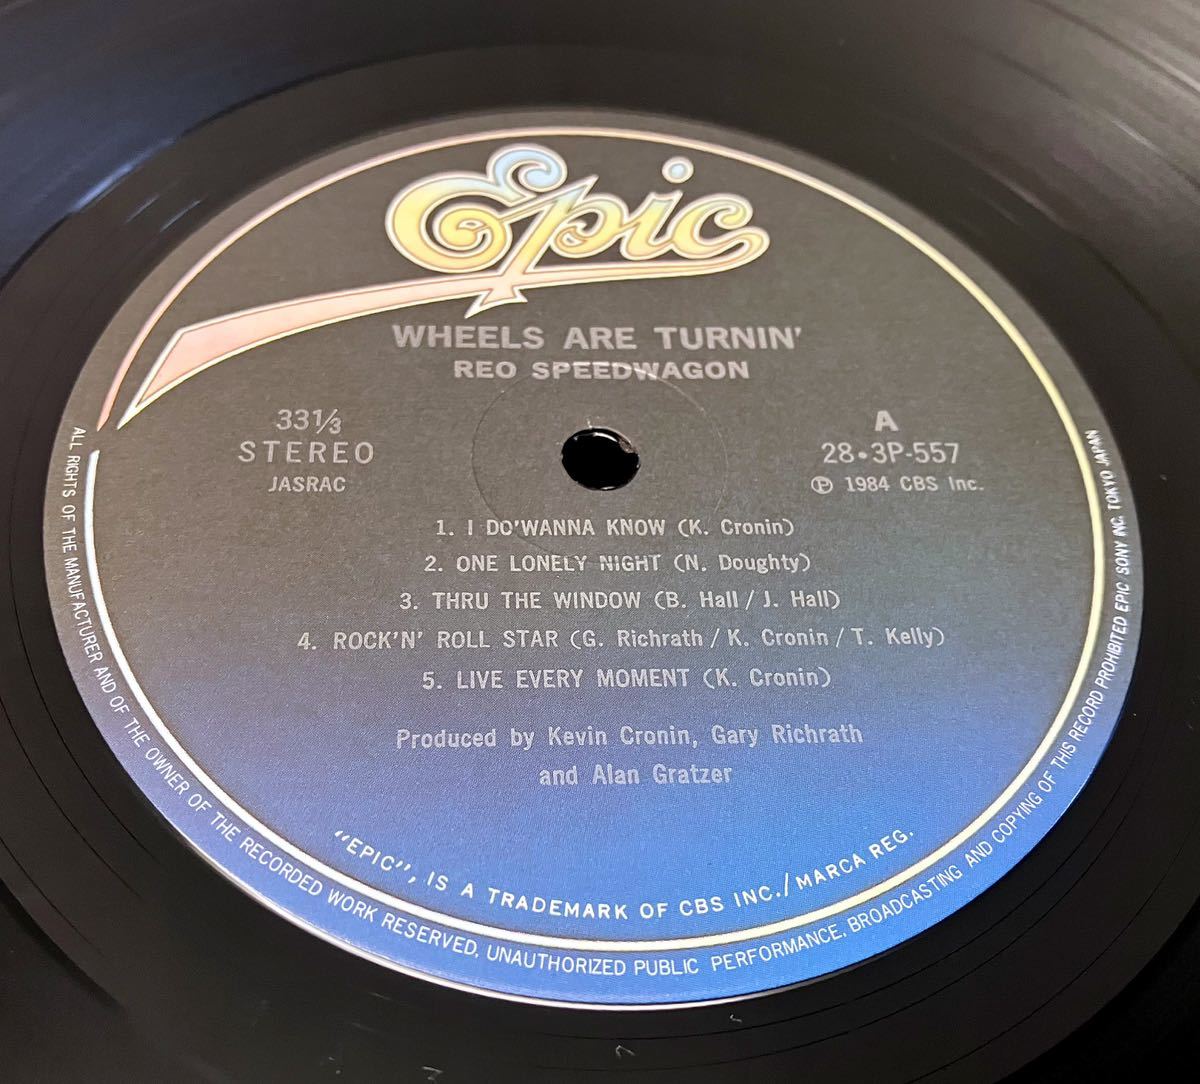 Epic
WHEELS ARE TURNIN'
REO SPEEDWAGON
33 1/3
STEREO
JASRAC
A
28・3P-557
Ⓟ 1984 CBS Inc.
1. I DO'WANNA KNOW (K. Cronin)
2. ONE LONELY NIGHT (N. Doughty)
3. THRU THE WINDOW (B. Hall / J. Hall)
4. ROCK'N' ROLL STAR (G. Richrath / K. Cronin / T. Kelly)
5. LIVE EVERY MOMENT (K. Cronin)
Produced by Kevin Cronin, Gary Richrath
and Alan Gratzer
"EPIC", IS A TRADEMARK OF CBS INC./MARCA REG.
ALL RIGHTS OF THE MANUFACTURER AND OF THE OWNER OF THE RECORDED WORK RESERVED, UNAUTHORIZED PUBLIC PERFORMANCE, BROADCASTING AND COPYING OF THIS RECORD PROHIBITED EPIC/SONY INC. TOKYO JAPAN